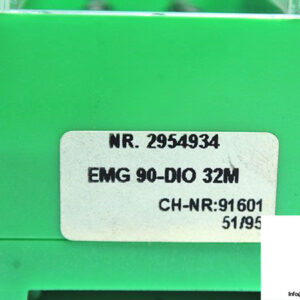 NR. 2954934
EMG 90-DIO 32M
CH-NR:91601
51/95